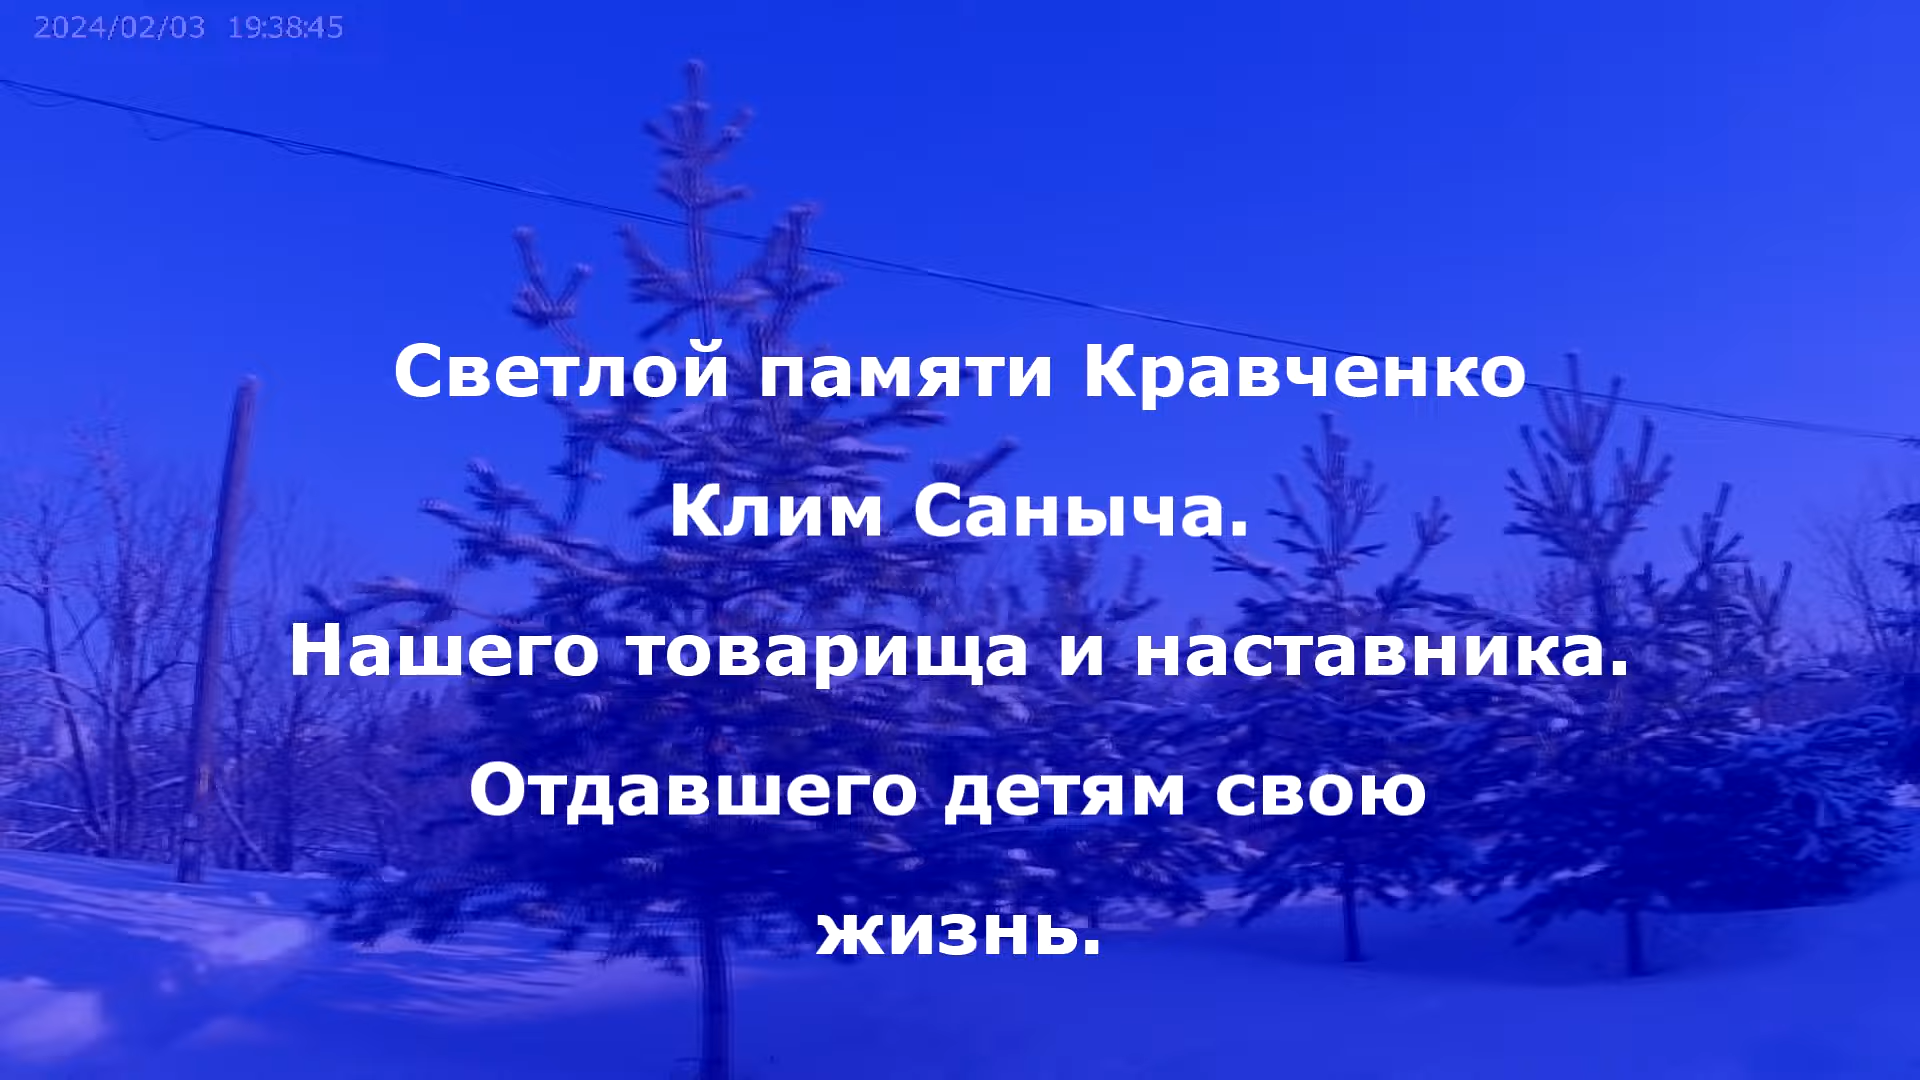 2024/02/03 19:38:45
Светлой памяти Кравченко
Клим Саныча.
Нашего товарища и наставника.
Отдавшего детям свою
жизнь.